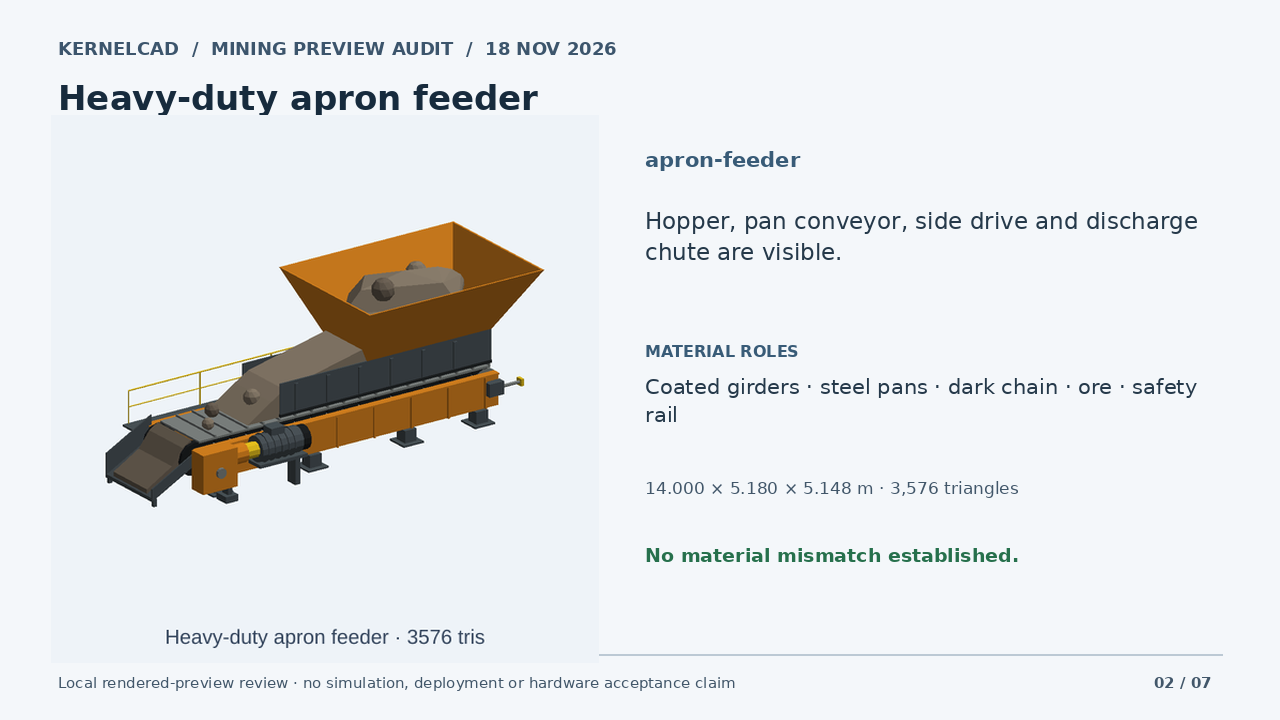 KERNELCAD / MINING PREVIEW AUDIT / 18 NOV 2026
Heavy-duty apron feeder
apron-feeder
Hopper, pan conveyor, side drive and discharge
chute are visible.
MATERIAL ROLES
Coated girders · steel pans · dark chain · ore · safety
rail
14.000 × 5.180 × 5.148 m · 3,576 triangles
No material mismatch established.
Heavy-duty apron feeder · 3576 tris
Local rendered-preview review · no simulation, deployment or hardware acceptance claim
02 / 07